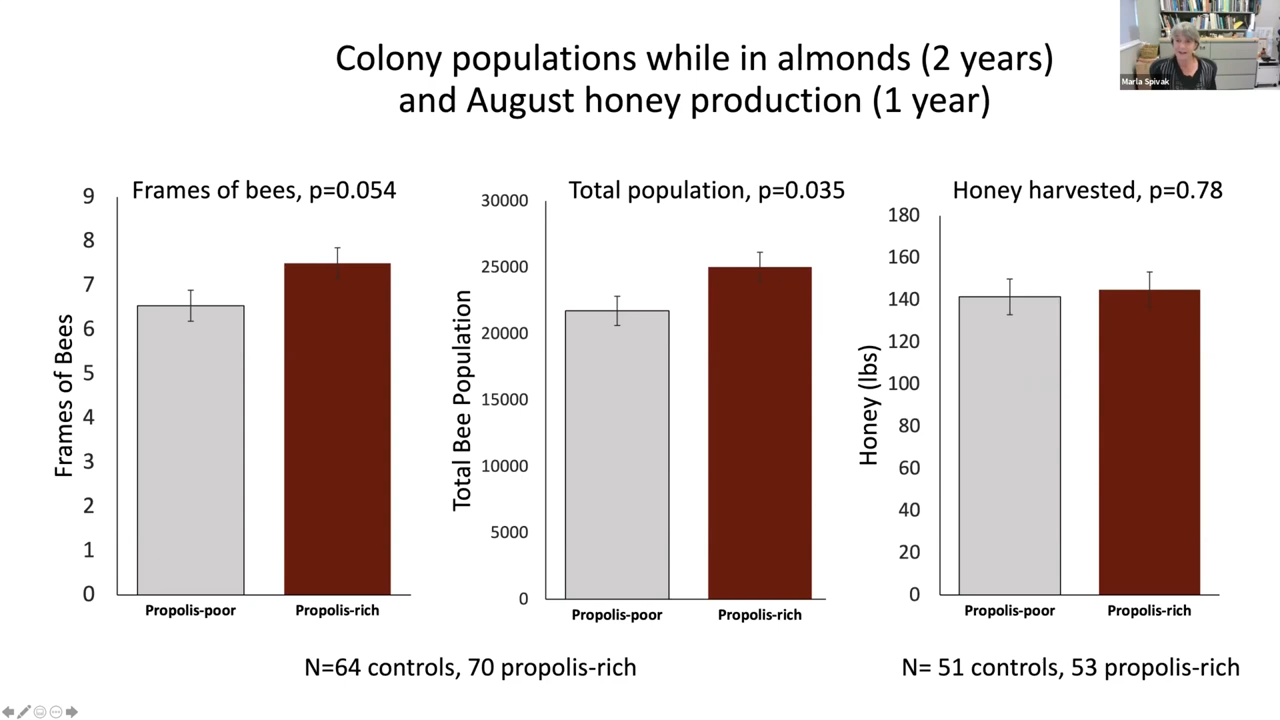 Colony populations while in almonds (2 years)
and August honey production (1 year)
Marla Spivak
Frames of bees, p=0.054
Frames of Bees
9
8
7
6
5
4
3
2
1
0
Propolis-poor
Propolis-rich
Total population, p=0.035
Total Bee Population
30000
25000
20000
15000
10000
5000
0
Propolis-poor
Propolis-rich
Honey harvested, p=0.78
Honey (lbs)
180
160
140
120
100
80
60
40
20
0
Propolis-poor
Propolis-rich
N=64 controls, 70 propolis-rich
N= 51 controls, 53 propolis-rich